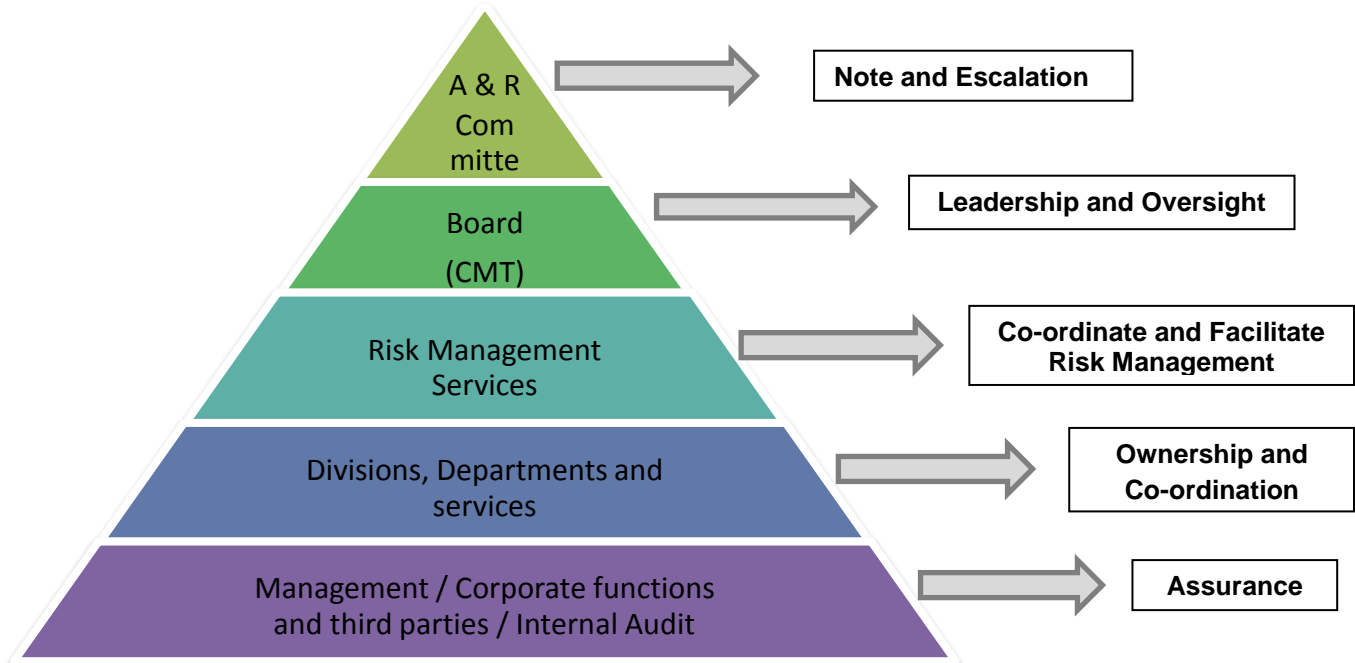 A & R
Com
mitte
Note and Escalation
Board
(CMT)
Leadership and Oversight
Risk Management
Services
Co-ordinate and Facilitate
Risk Management
Divisions, Departments and
services
Ownership and
Co-ordination
Management / Corporate functions
and third parties / Internal Audit
Assurance